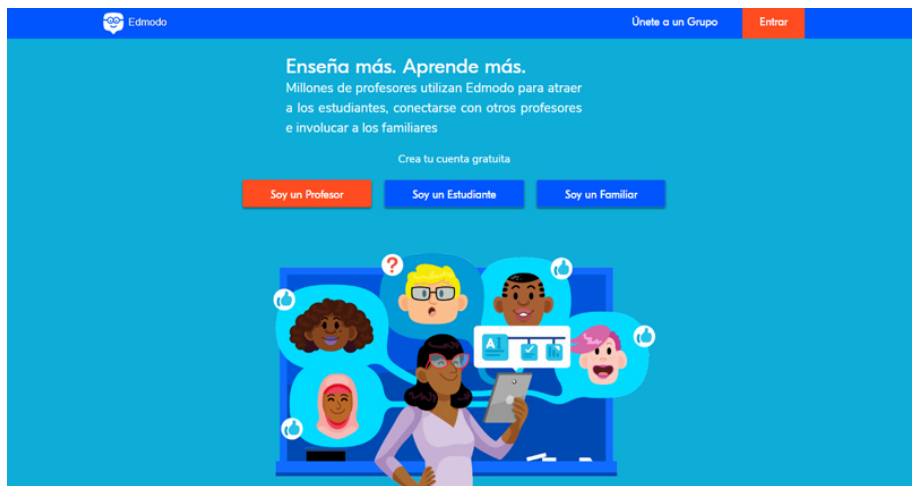 Edmodo
Únete a un Grupo
Entrar
Enseña más. Aprende más.
Millones de profesores utilizan Edmodo para atraer
a los estudiantes, conectarse con otros profesores
e involucrar a los familiares
Crea tu cuenta gratuita
Soy un Profesor
Soy un Estudiante
Soy un Familiar
?
A